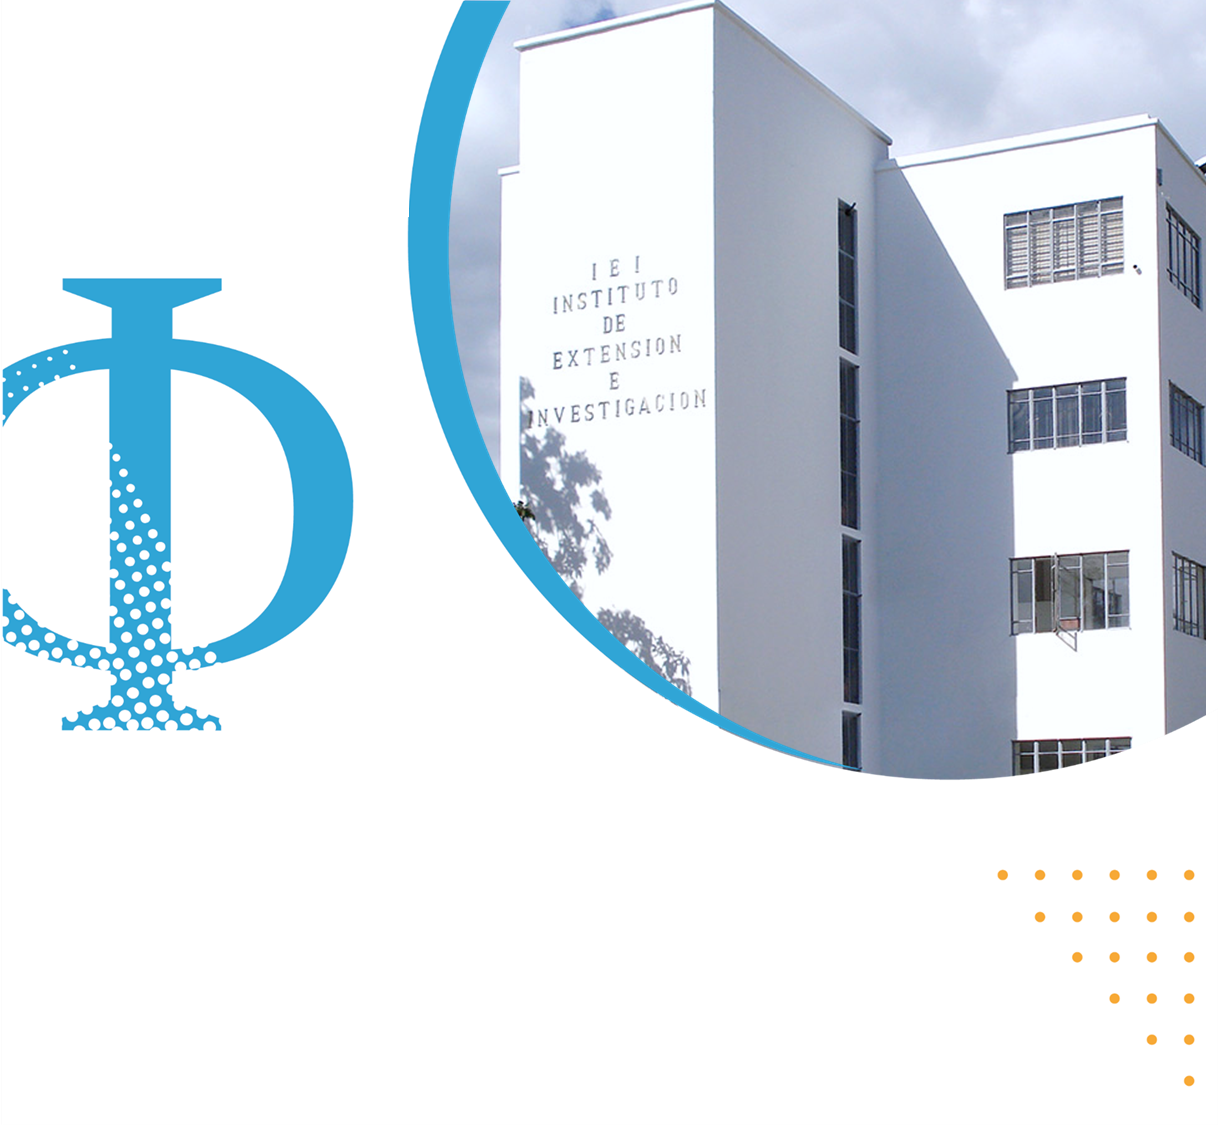 Φ
I E I
INSTITUTO
DE
EXTENSION
E
INVESTIGACION